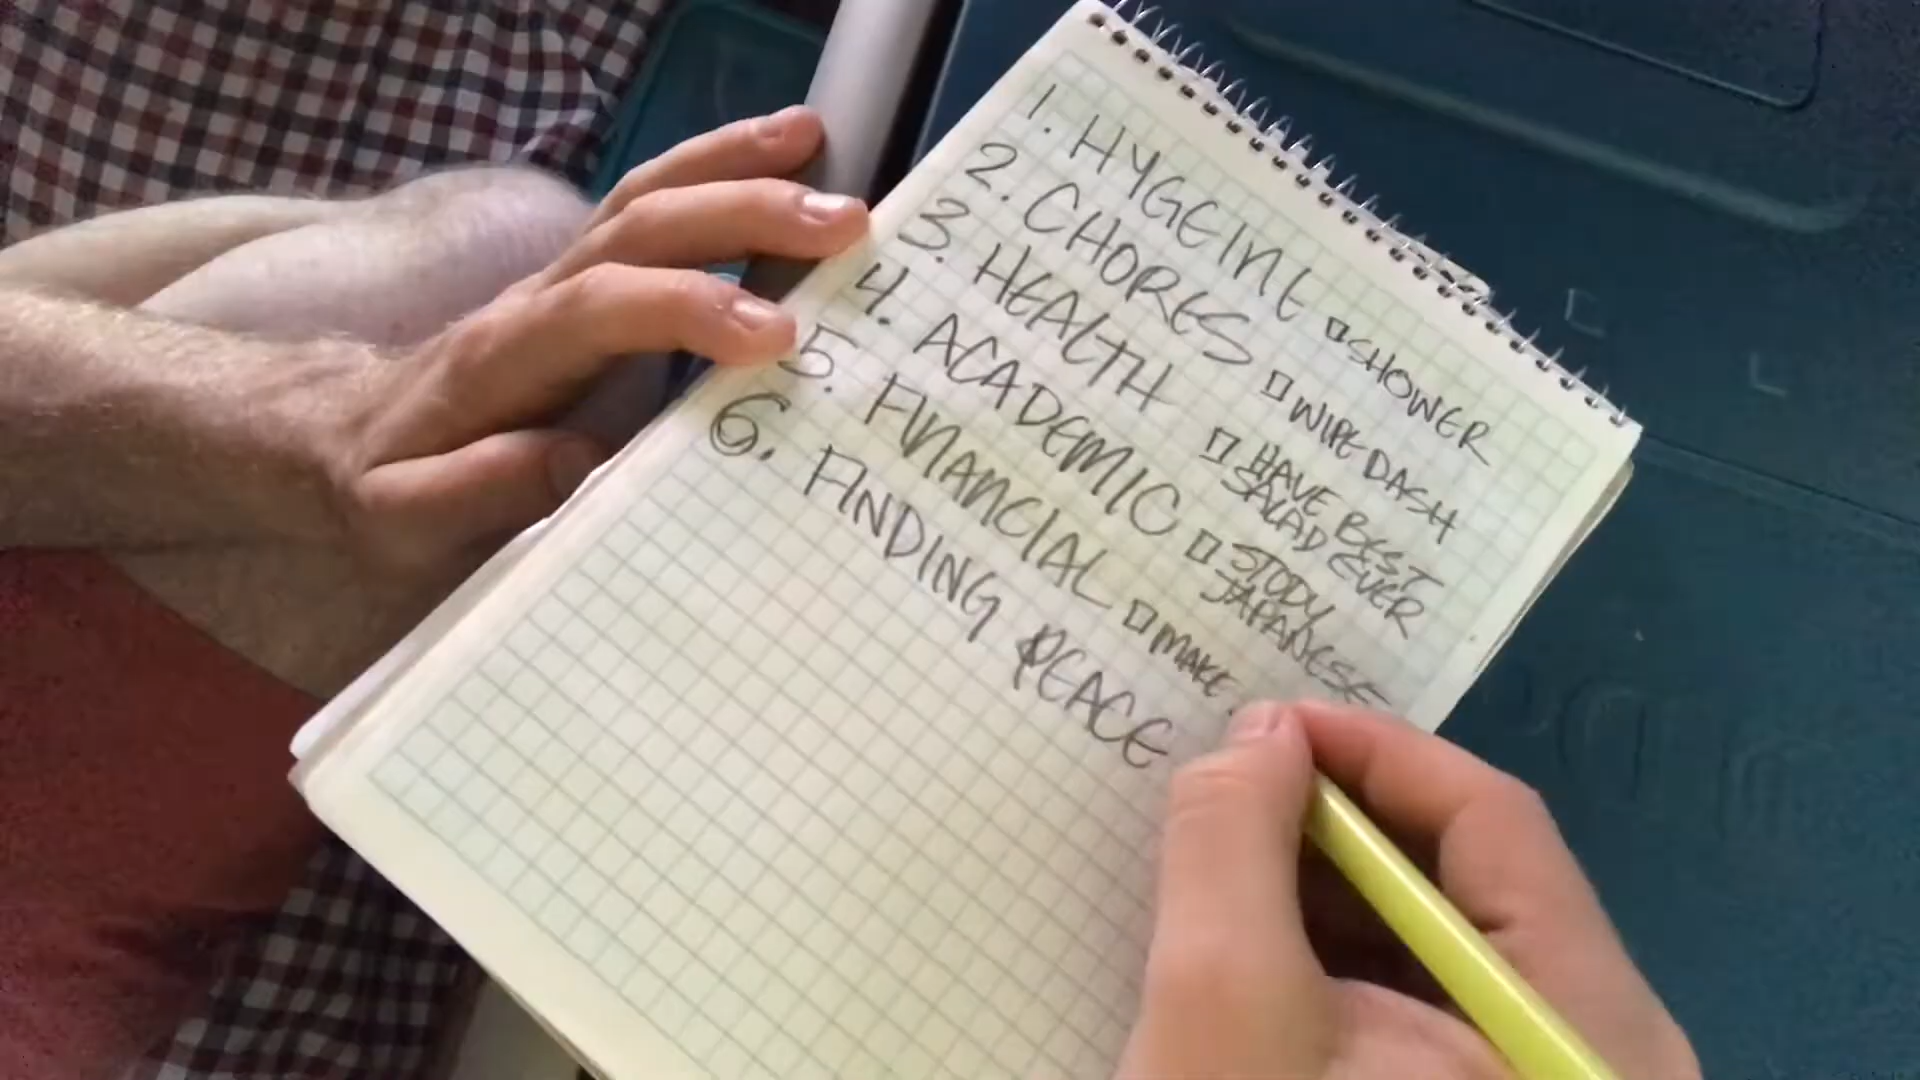 1. HYGEINE □ SHOWER
2. CHORES □ WIPE DASH
3. HEALTH □ HAVE BEST
SALAD EVER
4. ACADEMIC □ STUDY
JAPANESE
5. FINANCIAL □ MAKE
6. FINDING PEACE